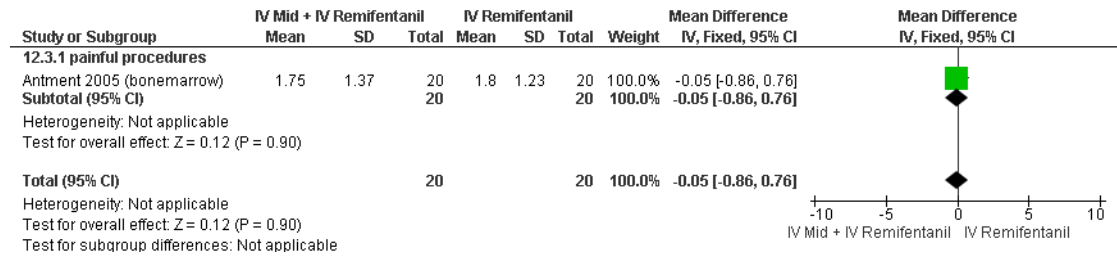 IV Mid + IV Remifentanil IV Remifentanil Mean Difference Mean Difference
Study or Subgroup Mean SD Total Mean SD Total Weight IV, Fixed, 95% CI IV, Fixed, 95% CI
12.3.1 painful procedures
Antment 2005 (bonemarrow) 1.75 1.37 20 1.8 1.23 20 100.0% -0.05 [-0.86, 0.76]
Subtotal (95% CI) 20 20 100.0% -0.05 [-0.86, 0.76]
Heterogeneity: Not applicable
Test for overall effect: Z = 0.12 (P = 0.90)
Total (95% CI) 20 20 100.0% -0.05 [-0.86, 0.76]
Heterogeneity: Not applicable
Test for overall effect: Z = 0.12 (P = 0.90)
Test for subgroup differences: Not applicable
-10 -5 0 5 10
IV Mid + IV Remifentanil IV Remifentanil